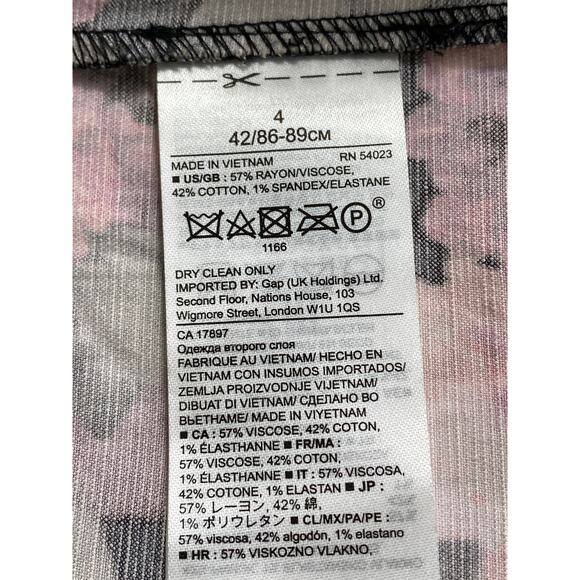 4
42/86-89CM
MADE IN VIETNAM RN 54023
■ US/GB : 57% RAYON/VISCOSE,
42% COTTON, 1% SPANDEX/ELASTANE
P ®
1166
DRY CLEAN ONLY
IMPORTED BY: Gap (UK Holdings) Ltd.
Second Floor, Nations House, 103
Wigmore Street, London W1U 1QS
CA 17897
Одежда второго слоя
FABRIQUE AU VIETNAM/ HECHO EN
VIETNAM CON INSUMOS IMPORTADOS/
ZEMLJA PROIZVODNJE VIJETNAM/
DIBUAT DI VIETNAM/ СДЕЛАНО ВО
ВЬЕТНАМЕ/ MADE IN VIYETNAM
■ CA : 57% VISCOSE, 42% COTON,
1% ÉLASTHANNE ■ FR/MA :
57% VISCOSE, 42% COTON,
1% ÉLASTHANNE ■ IT : 57% VISCOSA,
42% COTONE, 1% ELASTAN ■ JP :
57% レーヨン, 42% 綿,
1% ポリウレタン ■ CL/MX/PA/PE :
57% viscosa, 42% algodón, 1% elastano
■ HR : 57% VISKOZNO VLAKNO,